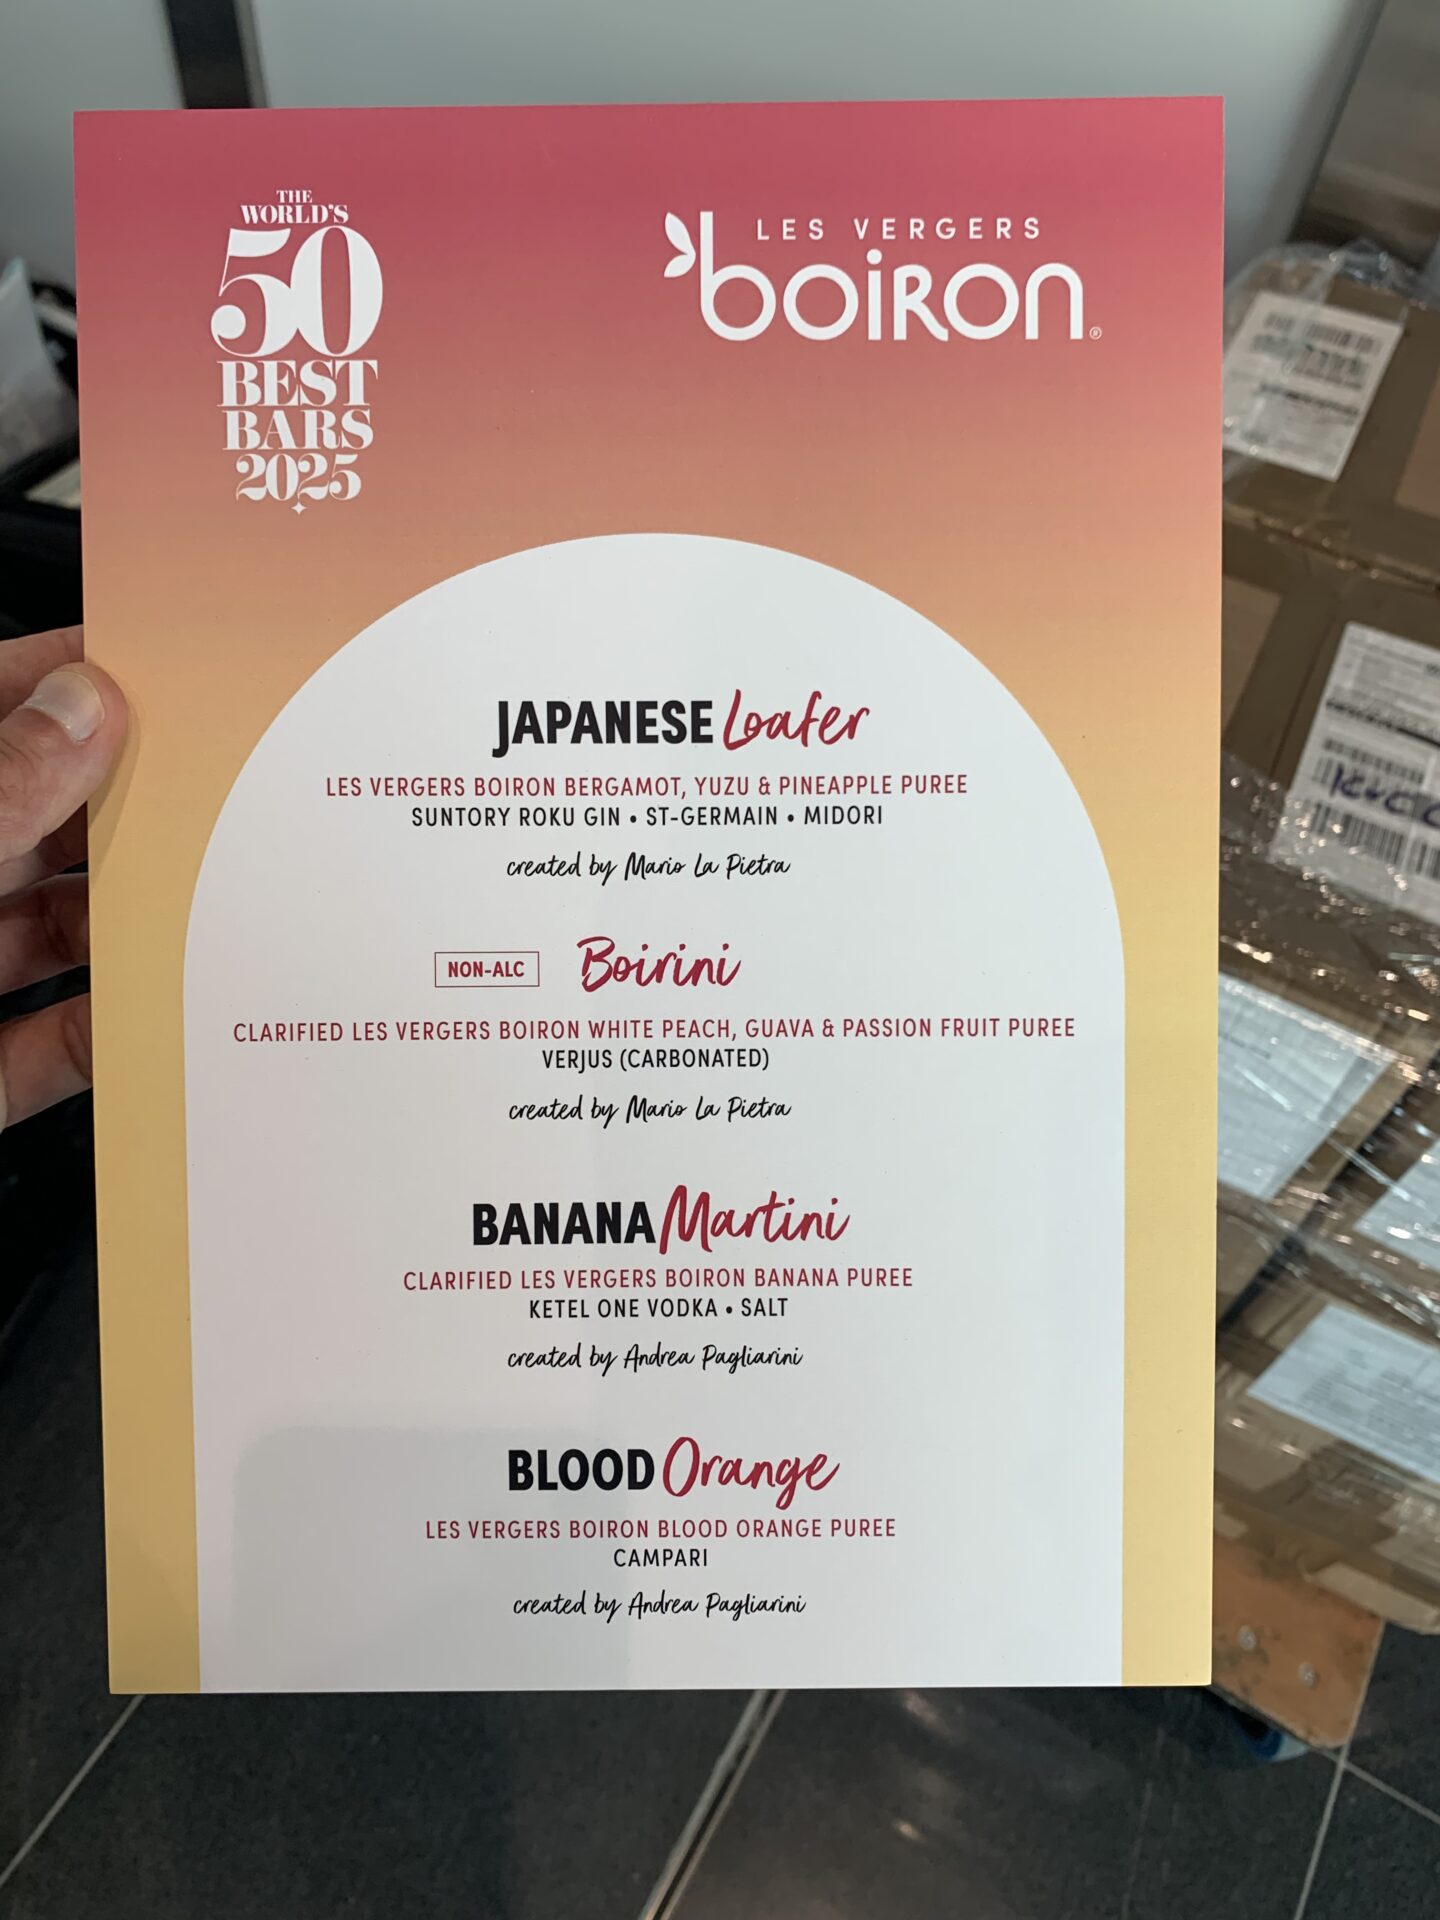 THE
WORLD'S
50
BEST
BARS
2025
LES VERGERS
boiron®
JAPANESE Loafer
LES VERGERS BOIRON BERGAMOT, YUZU & PINEAPPLE PUREE
SUNTORY ROKU GIN • ST-GERMAIN • MIDORI
created by Mario La Pietra
NON-ALC Boirini
CLARIFIED LES VERGERS BOIRON WHITE PEACH, GUAVA & PASSION FRUIT PUREE
VERJUS (CARBONATED)
created by Mario La Pietra
BANANA Martini
CLARIFIED LES VERGERS BOIRON BANANA PUREE
KETEL ONE VODKA • SALT
created by Andrea Pagliarini
BLOOD Orange
LES VERGERS BOIRON BLOOD ORANGE PUREE
CAMPARI
created by Andrea Pagliarini